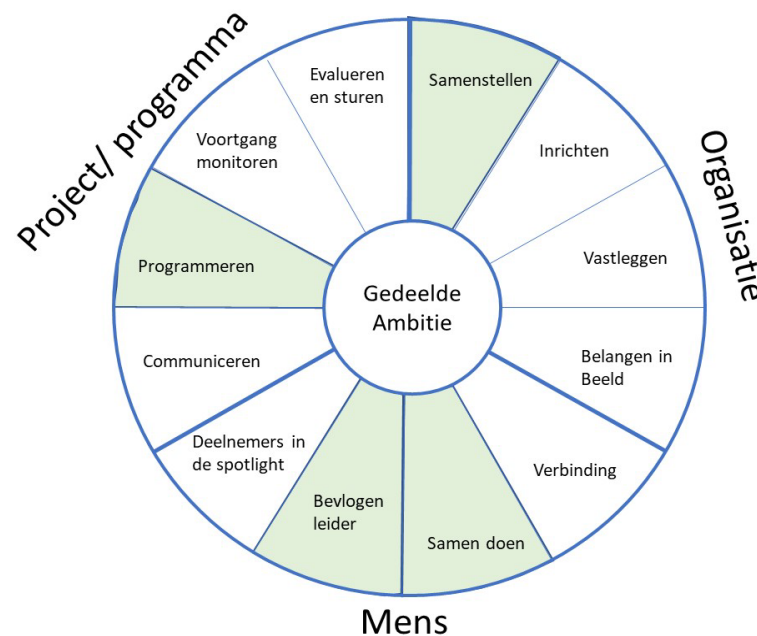 Project/ programma
Organisatie
Mens
Gedeelde
Ambitie
Samenstellen
Inrichten
Vastleggen
Belangen in
Beeld
Verbinding
Samen doen
Bevlogen
leider
Deelnemers in
de spotlight
Communiceren
Programmeren
Voortgang
monitoren
Evalueren
en sturen